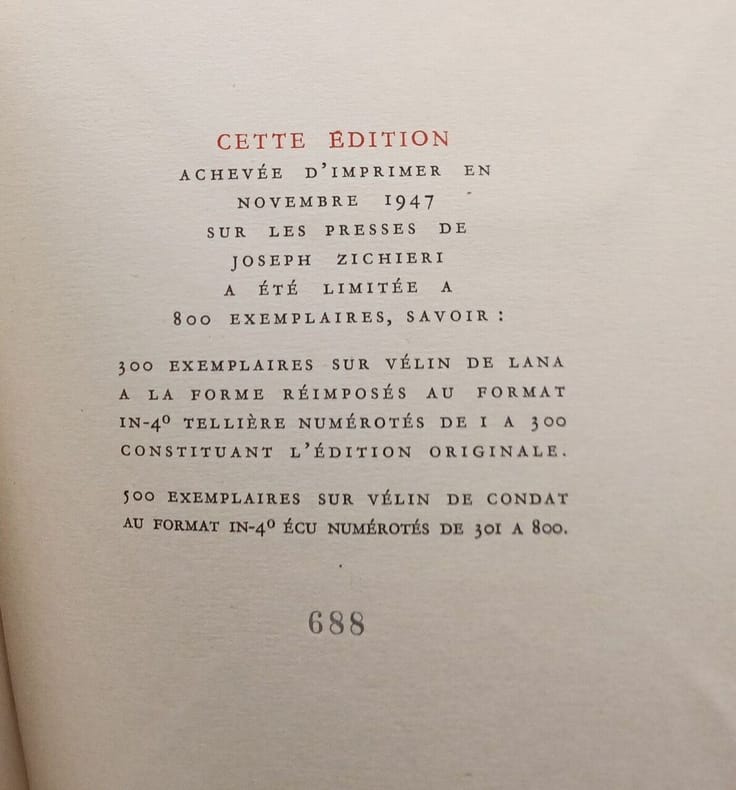 CETTE ÉDITION
ACHEVÉE D'IMPRIMER EN
NOVEMBRE 1947
SUR LES PRESSES DE
JOSEPH ZICHIERI
A ÉTÉ LIMITÉE A
800 EXEMPLAIRES, SAVOIR :
300 EXEMPLAIRES SUR VÉLIN DE LANA
A LA FORME RÉIMPOSÉS AU FORMAT
IN-4º TELLIÈRE NUMÉROTÉS DE I A 300
CONSTITUANT L'ÉDITION ORIGINALE.
500 EXEMPLAIRES SUR VÉLIN DE CONDAT
AU FORMAT IN-4º ÉCU NUMÉROTÉS DE 301 A 800.
688